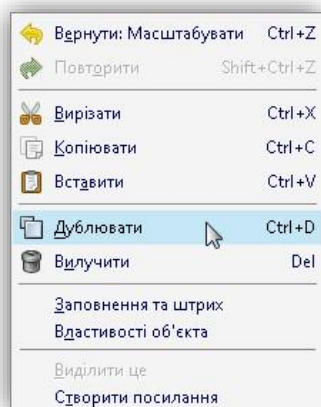 Вернути: Масштабувати Ctrl+Z
Повторити Shift+Ctrl+Z
Вирізати Ctrl+X
Копіювати Ctrl+C
Вставити Ctrl+V
Дублювати Ctrl+D
Вилучити Del
Заповнення та штрих
Властивості об'єкта
Виділити це
Створити посилання